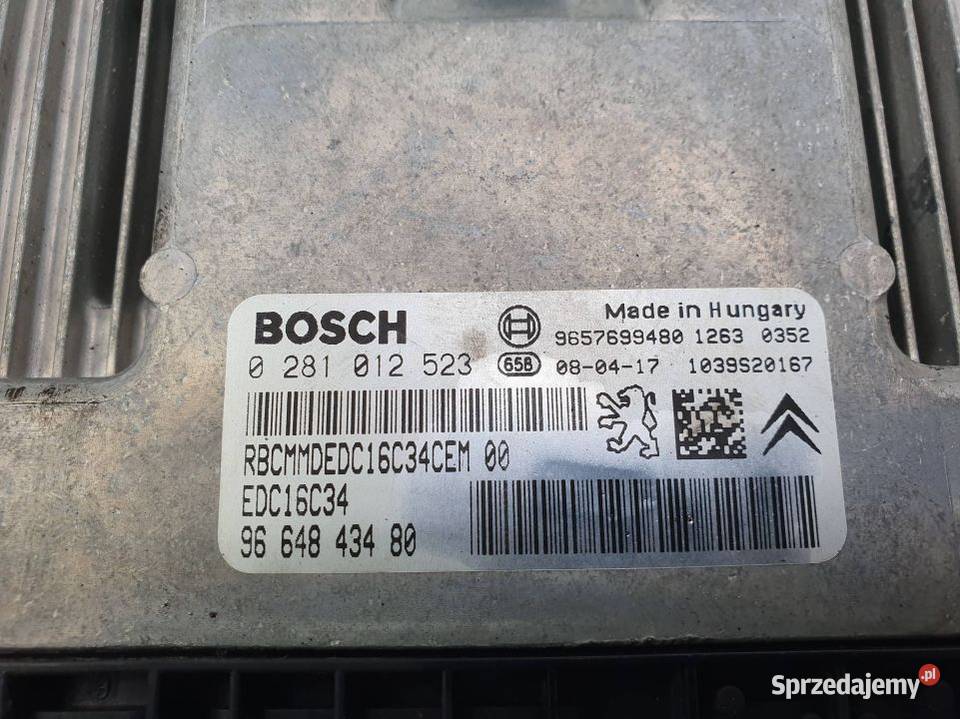 BOSCH
Made in Hungary
9657699480 1263 0352
0 281 012 523
658 08-04-17 1039S20167
RBCMMDEDC16C34CEM 00
EDC16C34
96 648 434 80
Sprzedajemy.pl